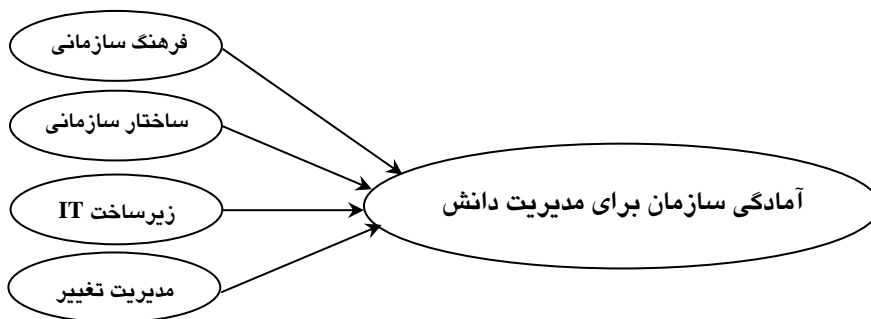 فرهنگ سازمانی
ساختار سازمانی
زیرساخت IT
مدیریت تغییر
آمادگی سازمان برای مدیریت دانش